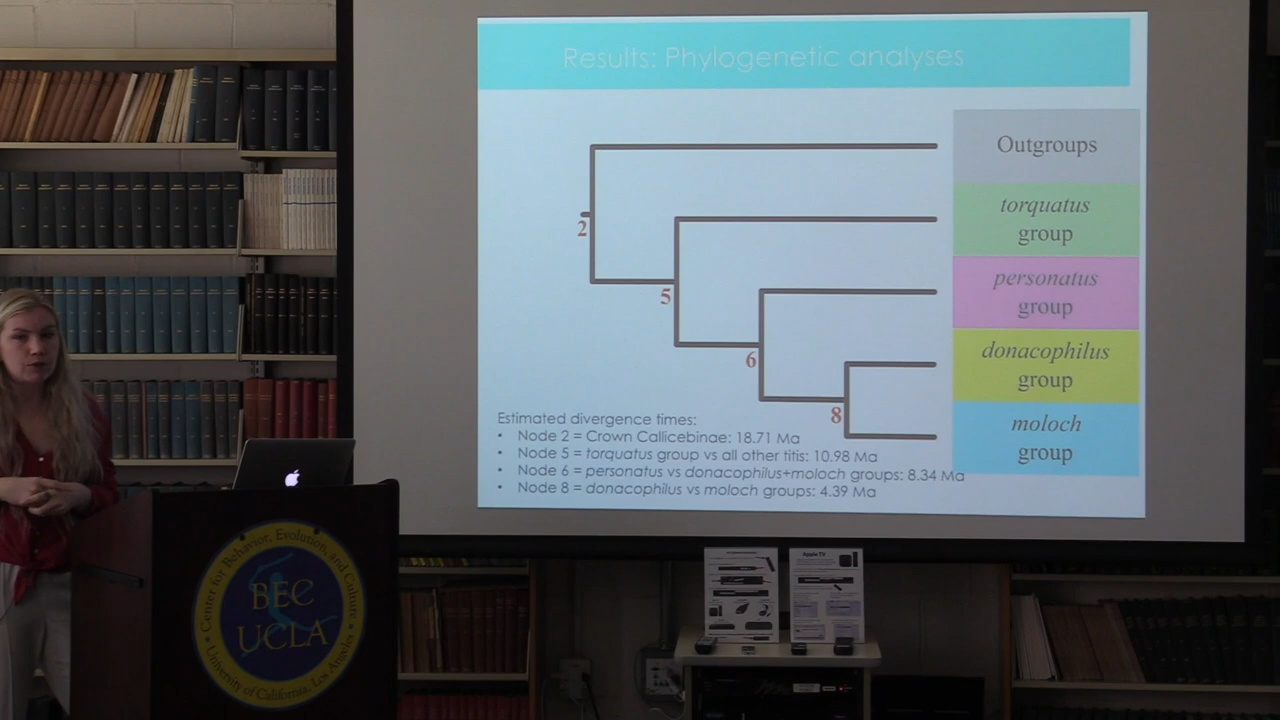 Results: Phylogenetic analyses
Outgroups
torquatus
group
personatus
group
donacophilus
group
moloch
group
2
5
6
8
Estimated divergence times:
• Node 2 = Crown Callicebinae: 18.71 Ma
• Node 5 = torquatus group vs all other titis: 10.98 Ma
• Node 6 = personatus vs donacophilus+moloch groups: 8.34 Ma
• Node 8 = donacophilus vs moloch groups: 4.39 Ma
Center for Behavior, Evolution, and Culture
BEC
UCLA
University of California, Los Angeles
Apple TV